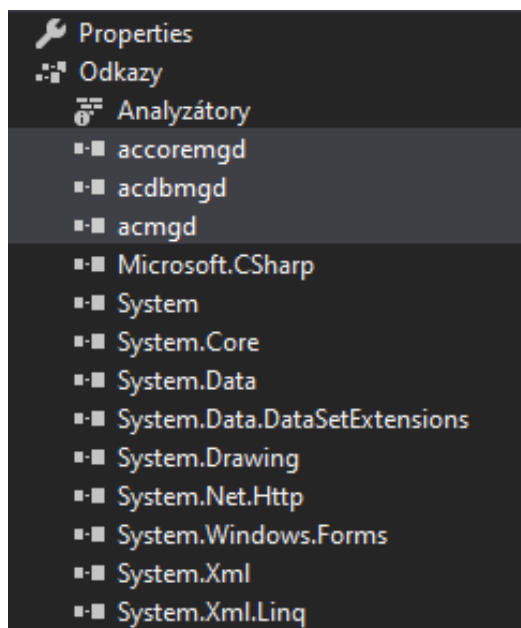 Properties
Odkazy
Analyzátory
accoremgd
acdbmgd
acmgd
Microsoft.CSharp
System
System.Core
System.Data
System.Data.DataSetExtensions
System.Drawing
System.Net.Http
System.Windows.Forms
System.Xml
System.Xml.Linq